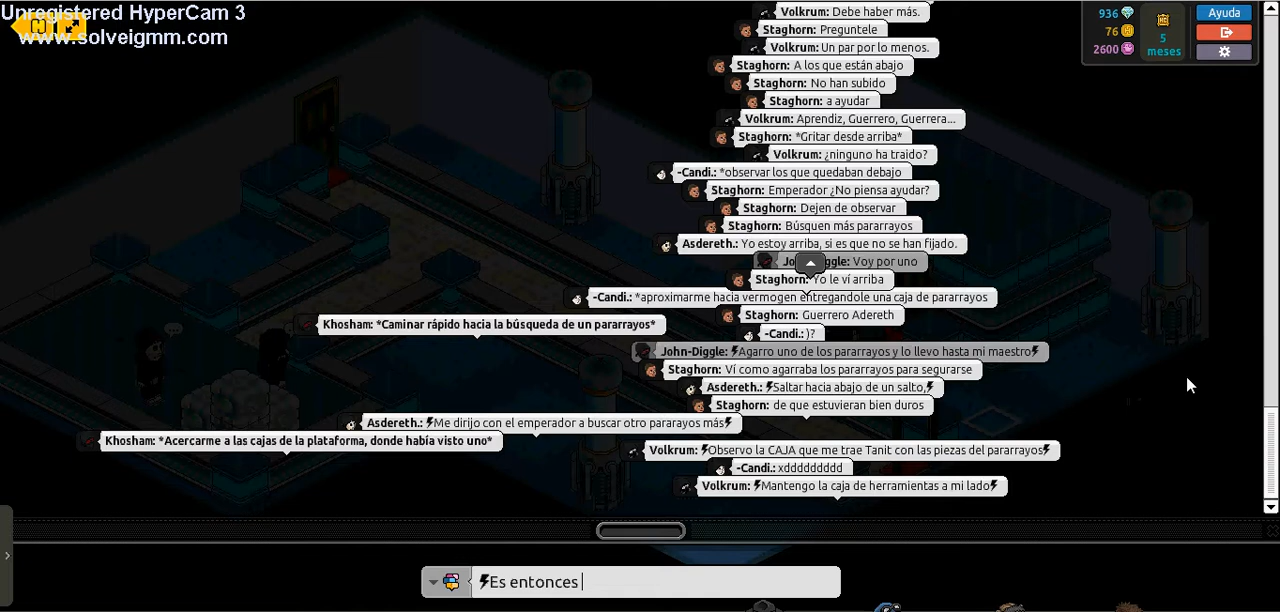 Unregistered HyperCam 3
www.solveigmm.com
936
76
2600
5
meses
Ayuda
Volkrum: Debe haber más.
Staghorn: Preguntele
Volkrum: Un par por lo menos.
Staghorn: A los que están abajo
Staghorn: No han subido
Staghorn: a ayudar
Volkrum: Aprendiz, Guerrero, Guerrera...
Staghorn: *Gritar desde arriba*
Volkrum: ¿ninguno ha traido?
-Candi.: *observar los que quedaban debajo
Staghorn: Emperador ¿No piensa ayudar?
Staghorn: Dejen de observar
Staghorn: Búsquen más pararrayos
Asdereth.: Yo estoy arriba, si es que no se han fijado.
Voy por uno
Staghorn: Yo le ví arriba
-Candi.: *aproximarme hacia vermogen entregandole una caja de pararrayos
Staghorn: Guerrero Adereth
Khosham: *Caminar rápido hacia la búsqueda de un pararrayos*
-Candi.: )?
John-Diggle: Agarro uno de los pararrayos y lo llevo hasta mi maestro
Staghorn: Ví como agarraba los pararrayos para segurarse
Asdereth.: Saltar hacia abajo de un salto,
Staghorn: de que estuvieran bien duros
Asdereth.: Me dirijo con el emperador a buscar otro pararayos más
Khosham: *Acercarme a las cajas de la plataforma, donde había visto uno*
Volkrum: Observo la CAJA que me trae Tanit con las piezas del pararrayos
-Candi.: xddddddddd
Volkrum: Mantengo la caja de herramientas a mi lado
Es entonces